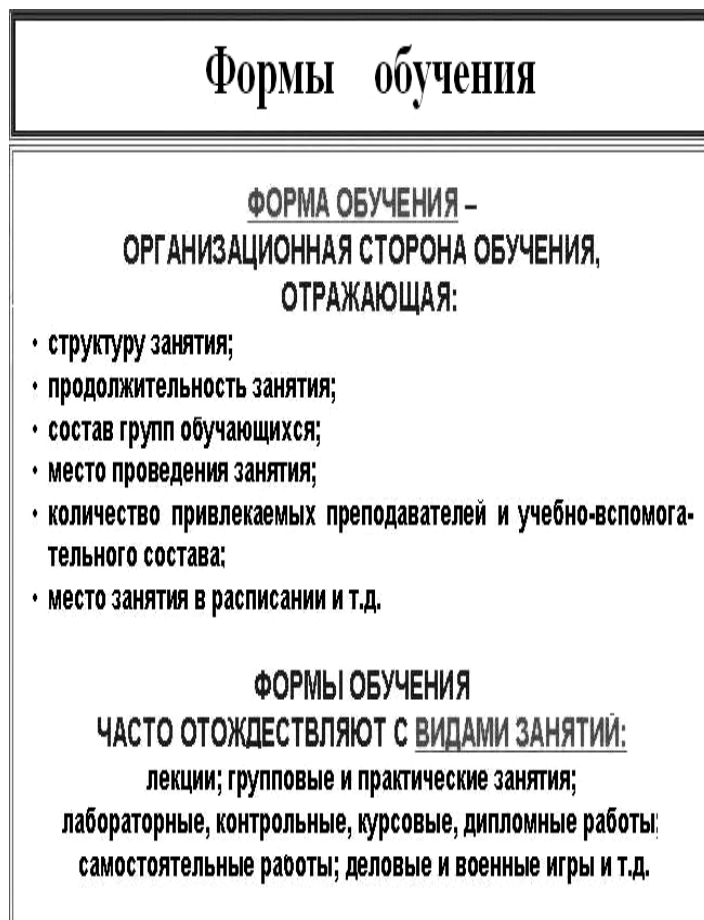 Формы обучения
ФОРМА ОБУЧЕНИЯ –
ОРГАНИЗАЦИОННАЯ СТОРОНА ОБУЧЕНИЯ,
ОТРАЖАЮЩАЯ:
• структуру занятия;
• продолжительность занятия;
• состав групп обучающихся;
• место проведения занятия;
• количество привлекаемых преподавателей и учебно-вспомога-
тельного состава;
• место занятия в расписании и т.д.
ФОРМЫ ОБУЧЕНИЯ
ЧАСТО ОТОЖДЕСТВЛЯЮТ С ВИДАМИ ЗАНЯТИЙ:
лекции; групповые и практические занятия;
лабораторные, контрольные, курсовые, дипломные работы;
самостоятельные работы; деловые и военные игры и т.д.